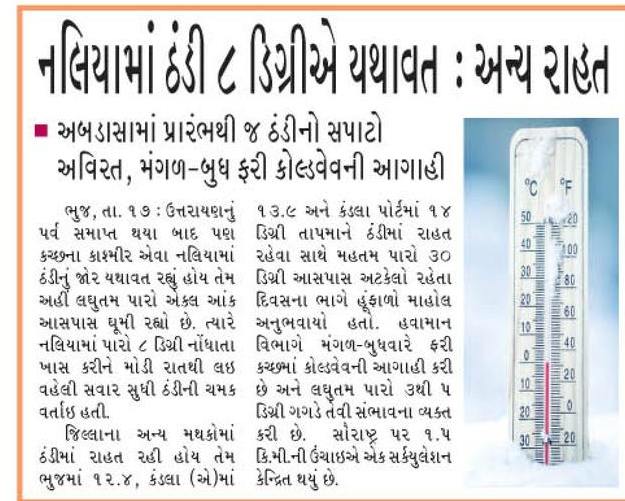 નલિયામાં ઠંડી ૮ ડિગ્રીએ યથાવત : અન્ય રાહત
■ અબડાસામાં પ્રારંભથી જ ઠંડીનો સપાટો
અવિરત, મંગળ-બુધ ફરી કોલ્ડવેવની આગાહી
ભુજ, તા. ૧૭ : ઉત્તરાયણનું
પર્વ સમાપ્ત થયા બાદ પણ
કચ્છના કાશ્મીર એવા નલિયામાં
ઠંડીનું જોર યથાવત રહ્યું હોય તેમ
અહીં લઘુતમ પારો એક્લ આંક
આસપાસ ઘૂમી રહ્યો છે. ત્યારે
નલિયામાં પારો ૮ ડિગ્રી નોંધાતા
ખાસ કરીને મોડી રાતથી લઇ
વહેલી સવાર સુધી ઠંડીની ચમક
વર્તાઇ હતી.
જિલ્લાના અન્ય મથકોમાં
ઠંડીમાં રાહત રહી હોય તેમ
ભુજમાં ૧૨.૪, કંડલા (એ)માં
૧૩.૯ અને કંડલા પોર્ટમાં ૧૪
ડિગ્રી તાપમાને ઠંડીમાં રાહત
રહેવા સાથે મહતમ પારો ૩૦
ડિગ્રી આસપાસ અટકેલો રહેતા
દિવસના ભાગે હૂંફાળો માહોલ
અનુભવાયો હતો. હવામાન
વિભાગે મંગળ-બુધવારે ફરી
કચ્છમાં કોલ્ડવેવની આગાહી કરી
છે અને લઘુતમ પારો ૩થી ૫
ડિગ્રી ગગડે તેવી સંભાવના વ્યક્ત
કરી છે. સૌરાષ્ટ્ર પર ૧.૫
કિ.મી.ની ઉંચાઇએ એક સર્ક્યુલેશન
કેન્દ્રિત થયું છે.
°C °F
50 120
40 100
30 80
20 60
10 40
0 20
10 0
20
30 20